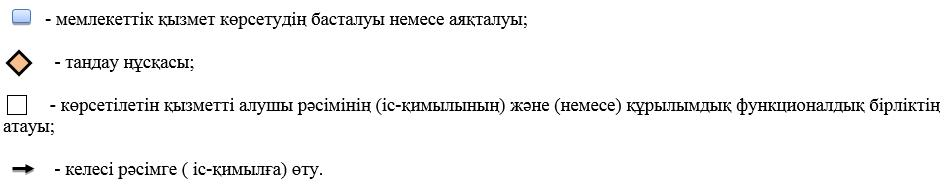 - мемлекеттік қызмет көрсетудің басталуы немесе аяқталуы;
- тандау нұсқасы;
- көрсетілетін қызметті алушы рәсімінің (іс-қимылының) және (немесе) құрылымдық функционалдық бірліктің
атауы;
- келесі рәсімге ( іс-қимылға) өту.